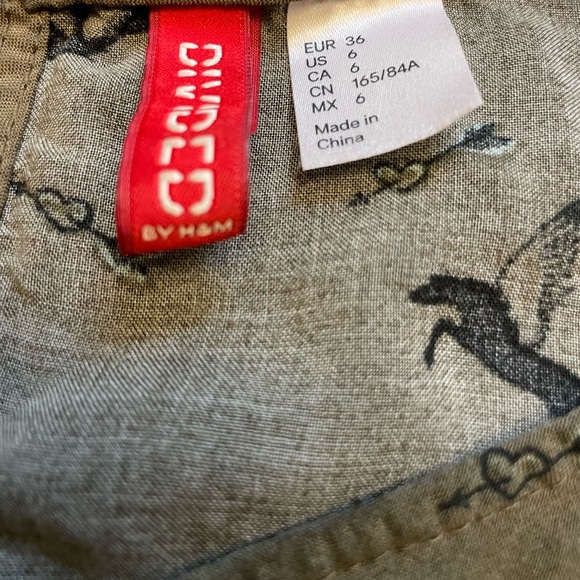 DIVIDED
BY H&M
EUR 36
US 6
CA 6
CN 165/84A
MX 6
Made in
China